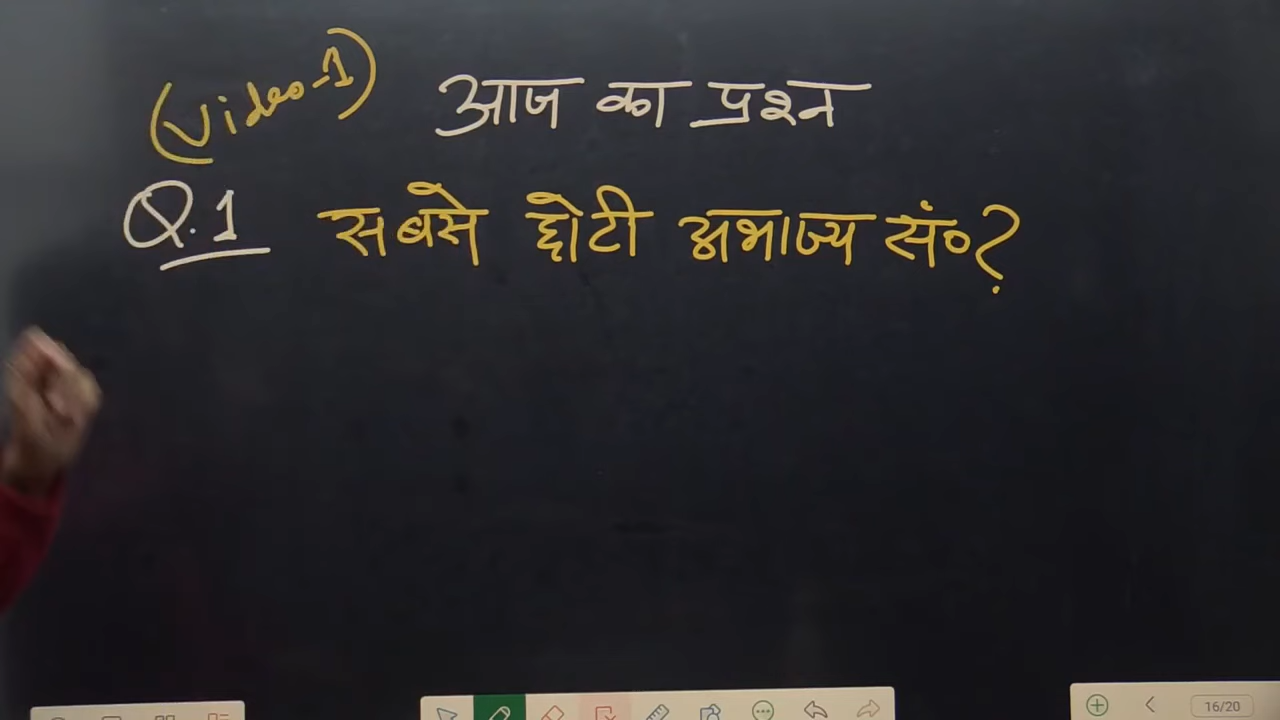 (Video-1) आज का प्रश्न
Q.1 सबसे छोटी अभाज्य सं०?
16/20